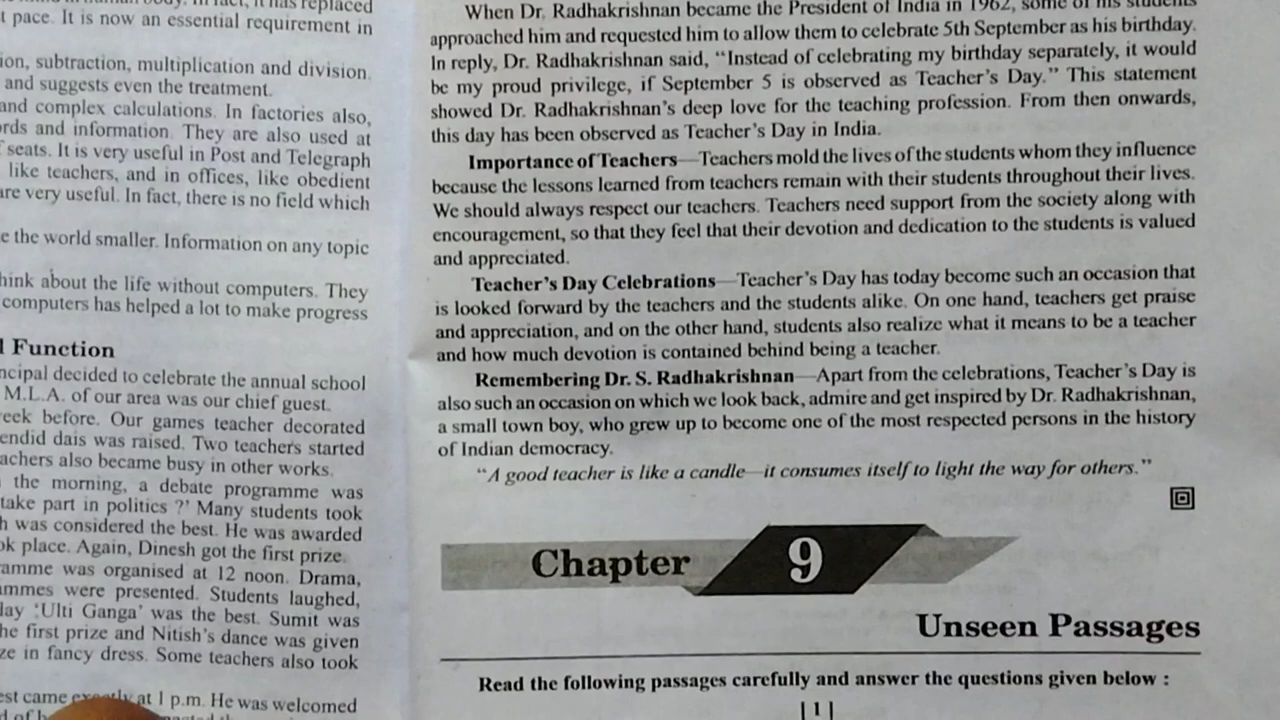 pace. It is now an essential requirement in
subtraction, multiplication and division.
and suggests even the treatment.
and complex calculations. In factories also,
and information. They are also used at
seats. It is very useful in Post and Telegraph
like teachers, and in offices, like obedient
are very useful. In fact, there is no field which
the world smaller. Information on any topic
about the life without computers. They
computers has helped a lot to make progress
Function
decided to celebrate the annual school
M.L.A. of our area was our chief guest.
before. Our games teacher decorated
dais was raised. Two teachers started
also became busy in other works.
the morning, a debate programme was
take part in politics ?' Many students took
was considered the best. He was awarded
place. Again, Dinesh got the first prize.
was organised at 12 noon. Drama,
were presented. Students laughed,
'Ulti Ganga' was the best. Sumit was
first prize and Nitish's dance was given
in fancy dress. Some teachers also took
came exactly at 1 p.m. He was welcomed
When Dr. Radhakrishnan became the President of India in 1962, some of his students
approached him and requested him to allow them to celebrate 5th September as his birthday.
In reply, Dr. Radhakrishnan said, “Instead of celebrating my birthday separately, it would
be my proud privilege, if September 5 is observed as Teacher's Day.” This statement
showed Dr. Radhakrishnan's deep love for the teaching profession. From then onwards,
this day has been observed as Teacher's Day in India.
Importance of Teachers—Teachers mold the lives of the students whom they influence
because the lessons learned from teachers remain with their students throughout their lives.
We should always respect our teachers. Teachers need support from the society along with
encouragement, so that they feel that their devotion and dedication to the students is valued
and appreciated.
Teacher's Day Celebrations—Teacher's Day has today become such an occasion that
is looked forward by the teachers and the students alike. On one hand, teachers get praise
and appreciation, and on the other hand, students also realize what it means to be a teacher
and how much devotion is contained behind being a teacher.
Remembering Dr. S. Radhakrishnan—Apart from the celebrations, Teacher's Day is
also such an occasion on which we look back, admire and get inspired by Dr. Radhakrishnan,
a small town boy, who grew up to become one of the most respected persons in the history
of Indian democracy.
“A good teacher is like a candle—it consumes itself to light the way for others.”
Chapter 9
Unseen Passages
Read the following passages carefully and answer the questions given below :
[ 1 ]